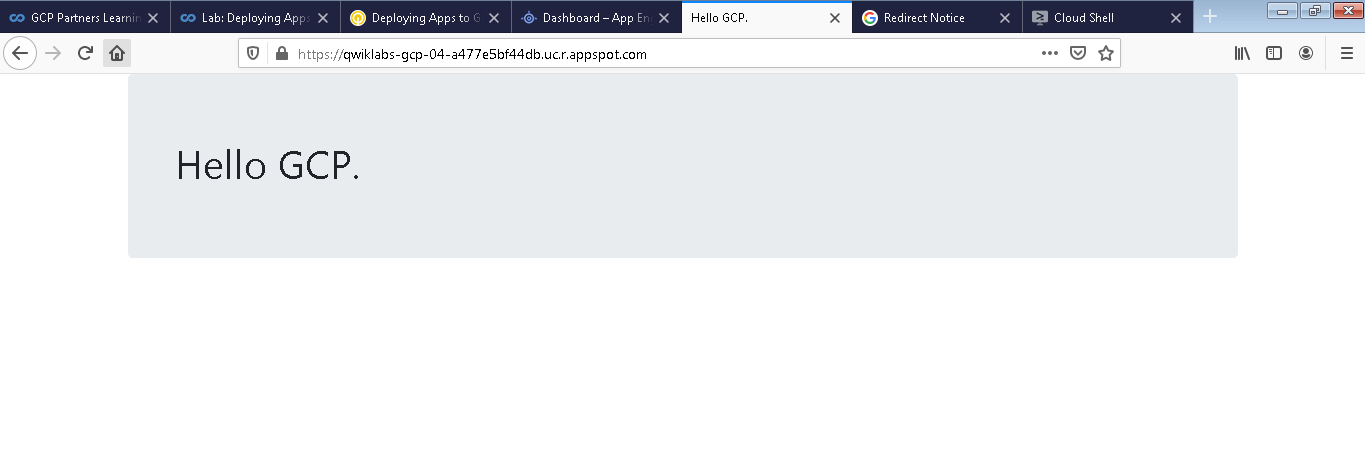 GCP Partners Learnin
Lab: Deploying Apps
Deploying Apps to G
Dashboard – App En
Hello GCP.
Redirect Notice
Cloud Shell
https://qwiklabs-gcp-04-a477e5bf44db.uc.r.appspot.com
Hello GCP.